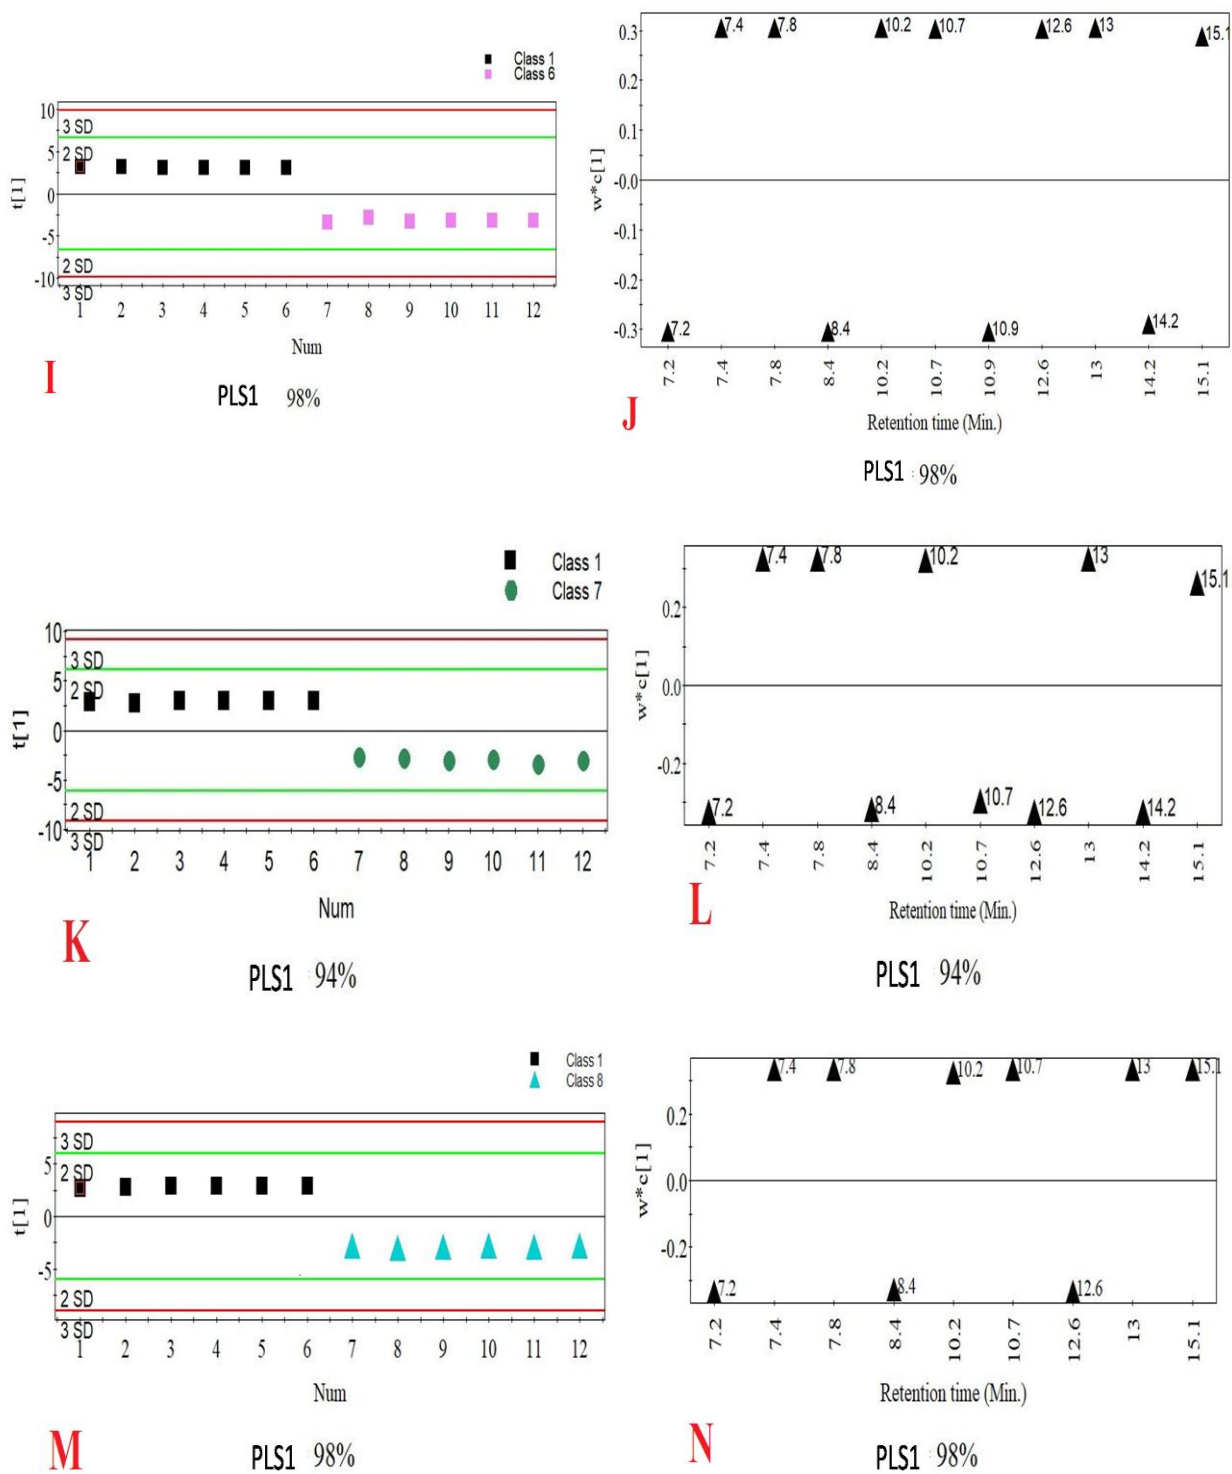 Class 1
Class 6
10
3 SD
5
2 SD
0
-5
2 SD
-10
3 SD
t[1]
1 2 3 4 5 6 7 8 9 10 11 12
Num
I
PLS1 98%
7.4 7.8 10.2 10.7 12.6 13 15.1
0.3
0.2
0.1
-0.0
-0.1
-0.2
-0.3
w*c[1]
7.2 8.4 10.9 14.2
7.2 7.4 7.8 8.4 10.2 10.7 10.9 12.6 13 14.2 15.1
Retention time (Min.)
J
PLS1 : 98%
Class 1
Class 7
10
3 SD
5
2 SD
0
-5
2 SD
-10
3 SD
t[1]
1 2 3 4 5 6 7 8 9 10 11 12
Num
K
PLS1 94%
7.4 7.8 10.2 13 15.1
0.2
0.0
-0.2
w*c[1]
7.2 8.4 10.7 12.6 14.2
7.2 7.4 7.8 8.4 10.2 10.7 12.6 13 14.2 15.1
Retention time (Min.)
L
PLS1 94%
Class 1
Class 8
3 SD
5
2 SD
0
-5
2 SD
3 SD
t[1]
1 2 3 4 5 6 7 8 9 10 11 12
Num
M
PLS1 98%
7.4 7.8 10.2 10.7 13 15.1
0.2
0.0
-0.2
w*c[1]
7.2 8.4 12.6
7.2 7.4 7.8 8.4 10.2 10.7 12.6 13 15.1
Retention time (Min.)
N
PLS1 98%